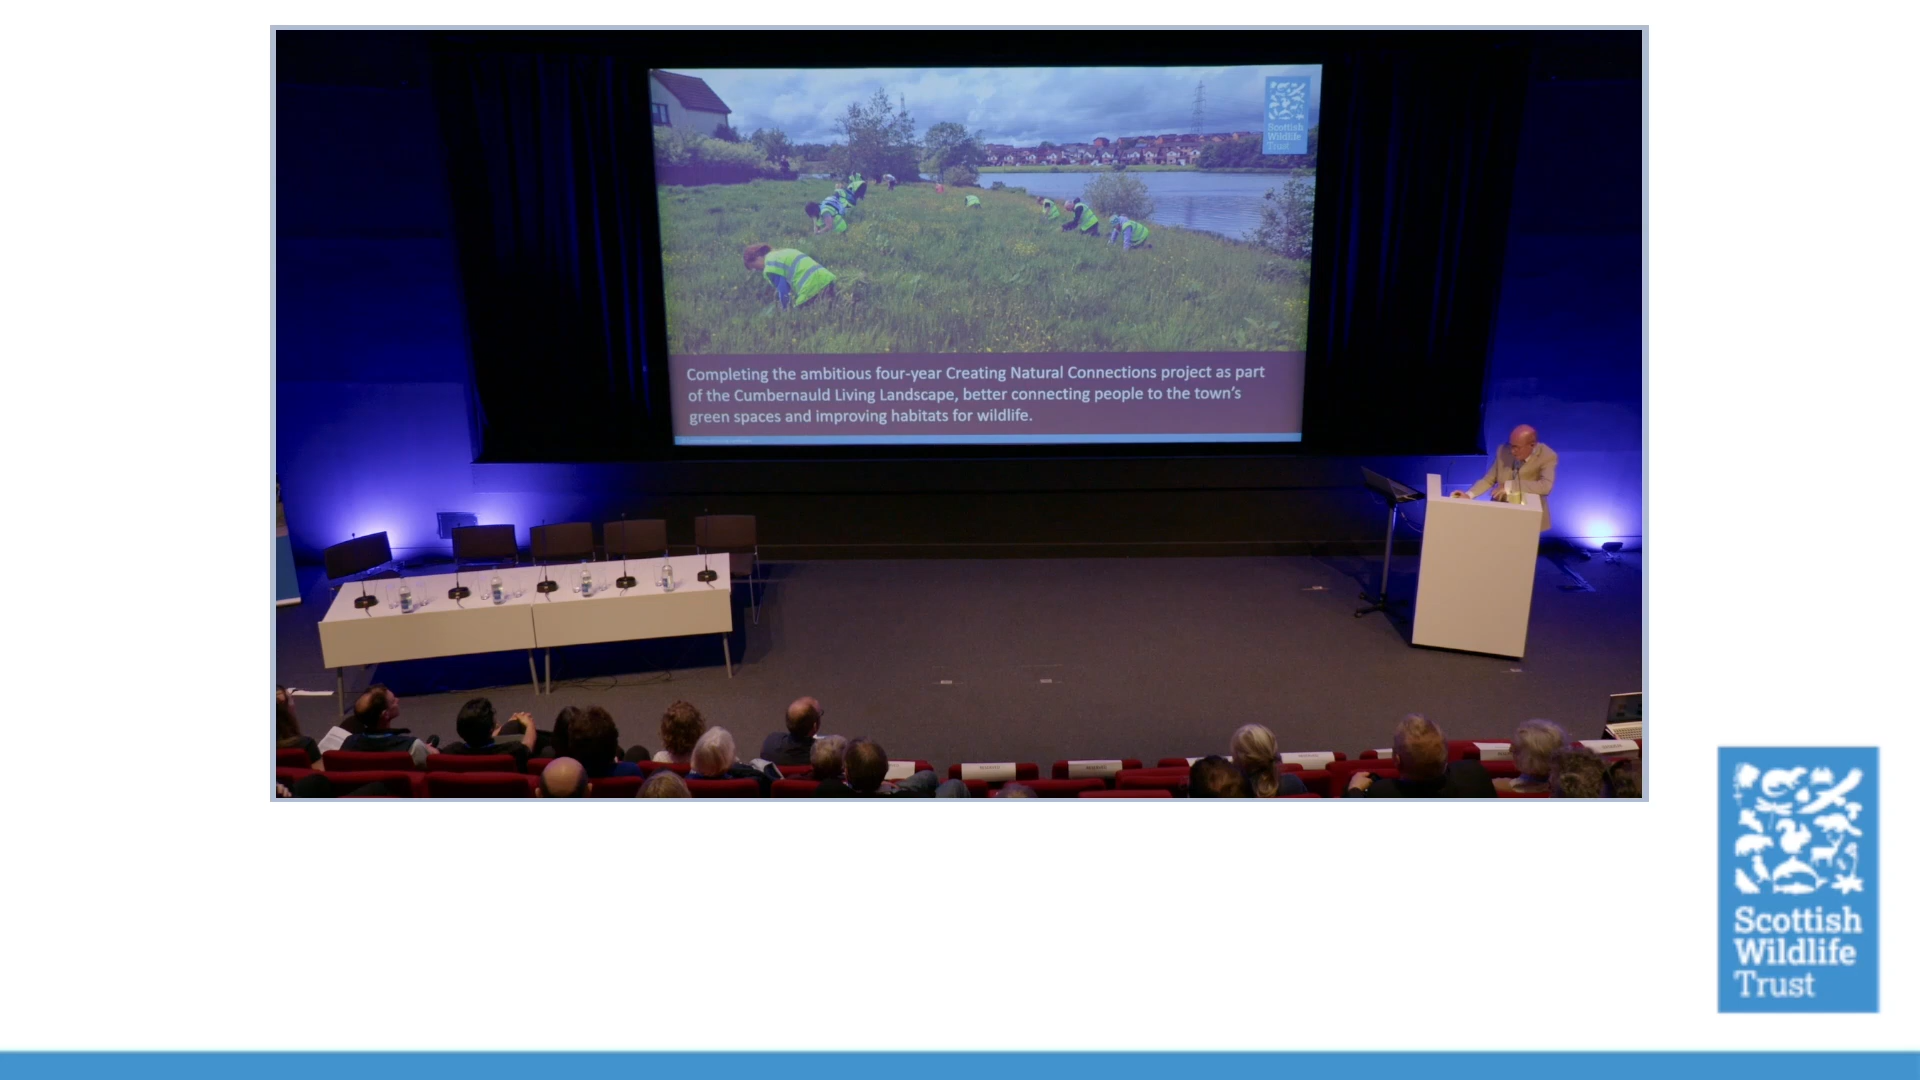 Scottish
Wildlife
Trust
Completing the ambitious four-year Creating Natural Connections project as part
of the Cumbernauld Living Landscape, better connecting people to the town's
green spaces and improving habitats for wildlife.
Scottish
Wildlife
Trust